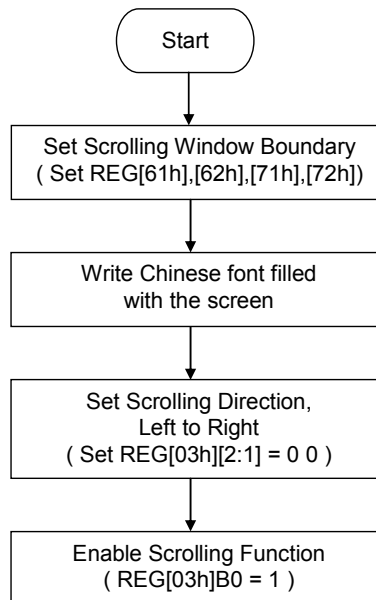 Start
Set Scrolling Window Boundary
( Set REG[61h],[62h],[71h],[72h])
Write Chinese font filled
with the screen
Set Scrolling Direction,
Left to Right
( Set REG[03h][2:1] = 0 0 )
Enable Scrolling Function
( REG[03h]B0 = 1 )